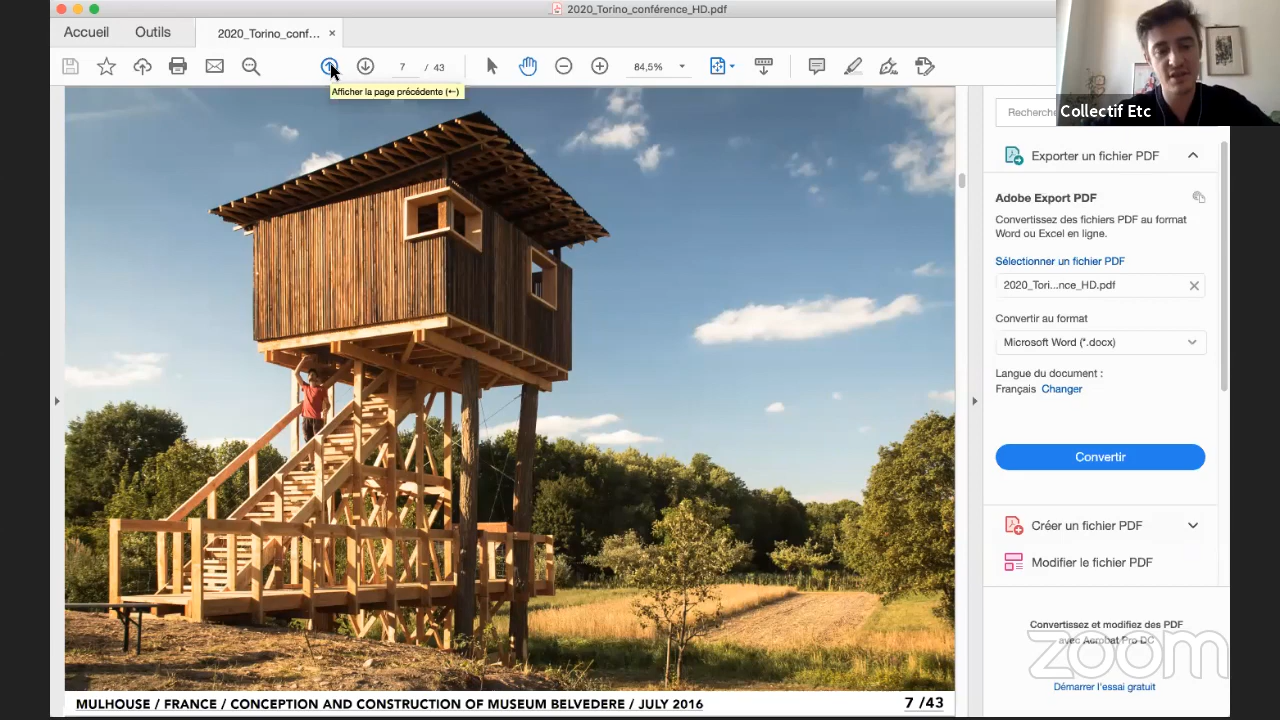 2020_Torino_conférence_HD.pdf
Accueil
Outils
2020_Torino_conf... ×
7 / 43
84,5%
Afficher la page précédente (←)
Collectif Etc
Recherche
Exporter un fichier PDF
Adobe Export PDF
Convertissez des fichiers PDF au format
Word ou Excel en ligne.
Sélectionner un fichier PDF
2020_Tori...nce_HD.pdf
Convertir au format
Microsoft Word (*.docx)
Langue du document :
Français Changer
Convertir
Créer un fichier PDF
Modifier le fichier PDF
Convertissez et modifiez des PDF
avec Acrobat Pro DC
zoom
Démarrer l'essai gratuit
MULHOUSE / FRANCE / CONCEPTION AND CONSTRUCTION OF MUSEUM BELVEDERE / JULY 2016
7 /43